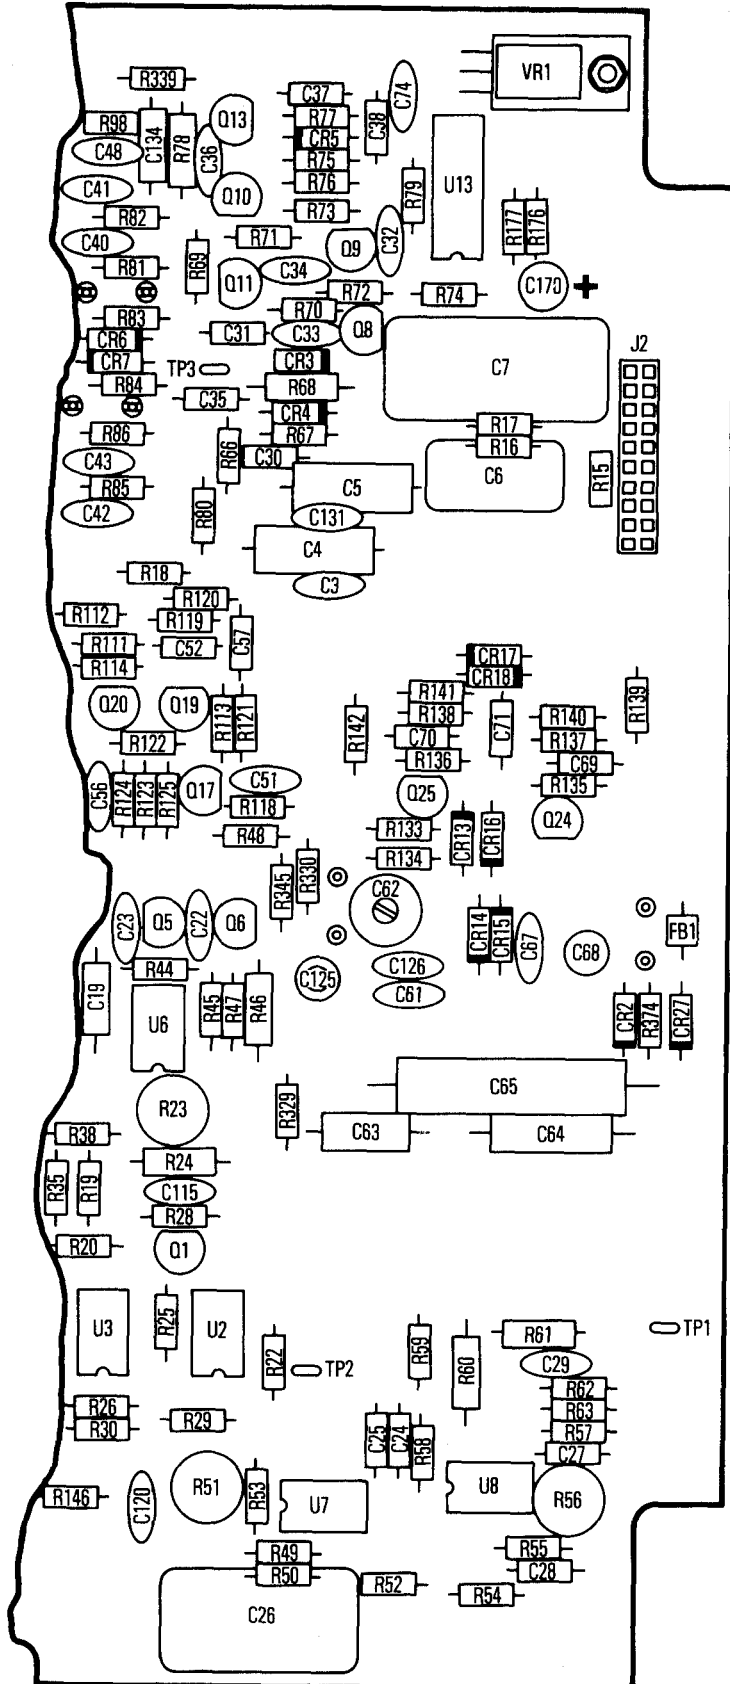 VR1
R339
C37
C74
R98
C134
R78
Q13
R77
C38
C48
C36
CR5
R75
U13
C41
Q10
R76
R79
R82
R73
R177
R176
C40
R71
Q9
C32
R81
R69
Q11
C34
R72
R74
C170
R83
R70
Q8
CR6
C31
C33
C7
J2
CR7
TP3
CR3
R84
C35
R68
CR4
R17
R86
R66
R67
R16
C43
C30
C6
R15
R85
C5
C42
R80
C131
C4
R18
C3
R120
R112
R119
R111
C52
C57
R114
CR17
CR18
R141
R139
Q20
Q19
R113
R121
R138
C71
R140
R122
R142
C70
R137
R136
C69
C56
R124
R123
R125
Q17
C51
Q25
R135
R118
R133
CR13
CR16
Q24
R48
R134
R345
R330
C62
C23
Q5
C22
Q6
CR14
CR15
C67
C68
FB1
R44
C125
C126
C19
U6
R45
R47
R46
C61
CR2
R374
CR27
C65
R23
R329
R38
C63
C64
R24
R35
R19
C115
R28
R20
Q1
U3
R25
U2
R22
TP2
R59
R60
R61
TP1
C29
R62
R26
R29
R63
R30
C25
C24
R58
R57
C27
R146
C120
R51
R53
U7
U8
R56
R49
R55
R50
R52
C28
R54
C26